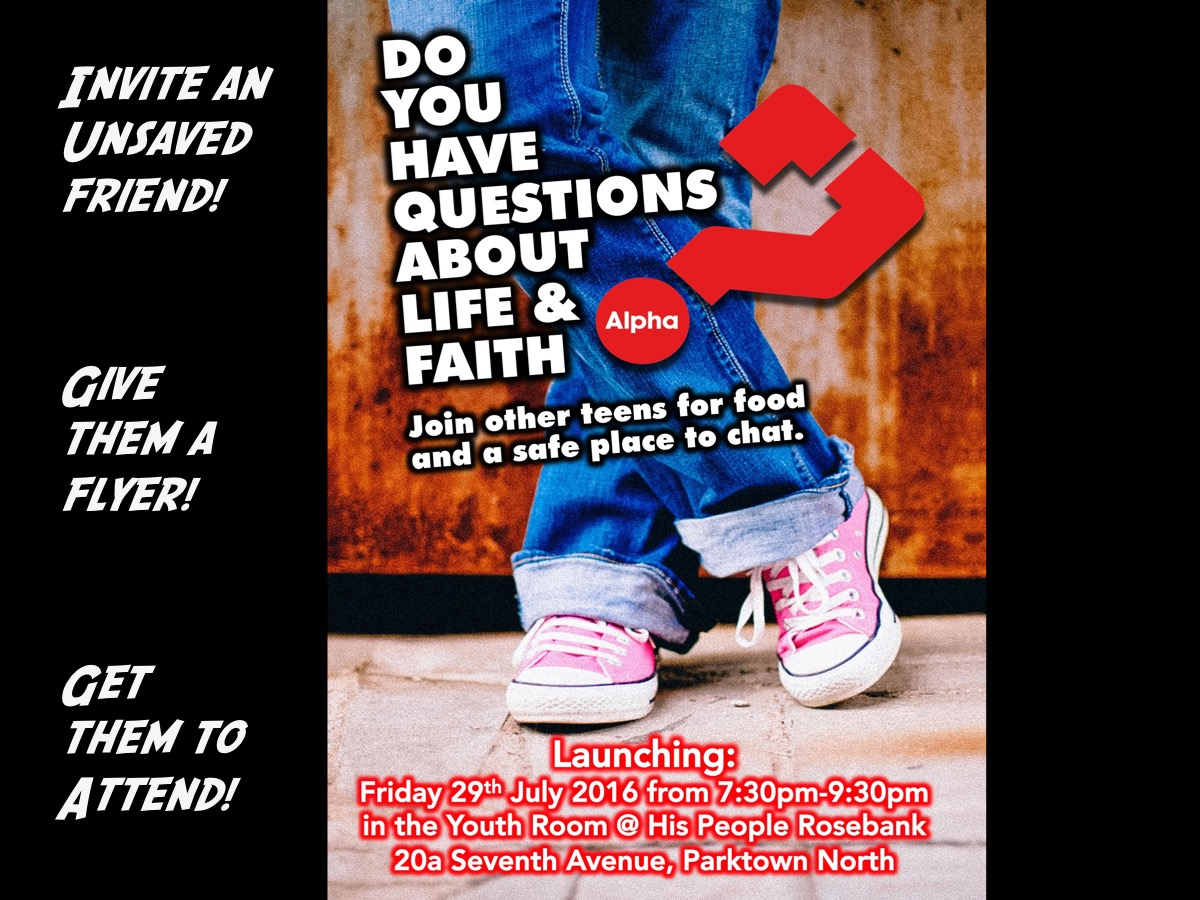 Invite an
Unsaved
friend!
Give
them a
flyer!
Get
them to
Attend!
DO
YOU
HAVE
QUESTIONS
ABOUT
LIFE &
FAITH
Alpha
Join other teens for food
and a safe place to chat.
Launching:
Friday 29th July 2016 from 7:30pm-9:30pm
in the Youth Room @ His People Rosebank
20a Seventh Avenue, Parktown North